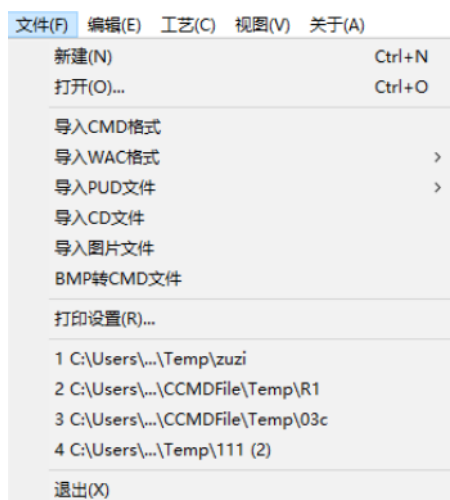 文件(F) 编辑(E) 工艺(C) 视图(V) 关于(A)
新建(N) Ctrl+N
打开(O)... Ctrl+O
导入CMD格式
导入WAC格式 >
导入PUD文件 >
导入CD文件
导入图片文件
BMP转CMD文件
打印设置(R)...
1 C:\Users\...\Temp\zuzi
2 C:\Users\...\CCMDFile\Temp\R1
3 C:\Users\...\CCMDFile\Temp\03c
4 C:\Users\...\Temp\111 (2)
退出(X)